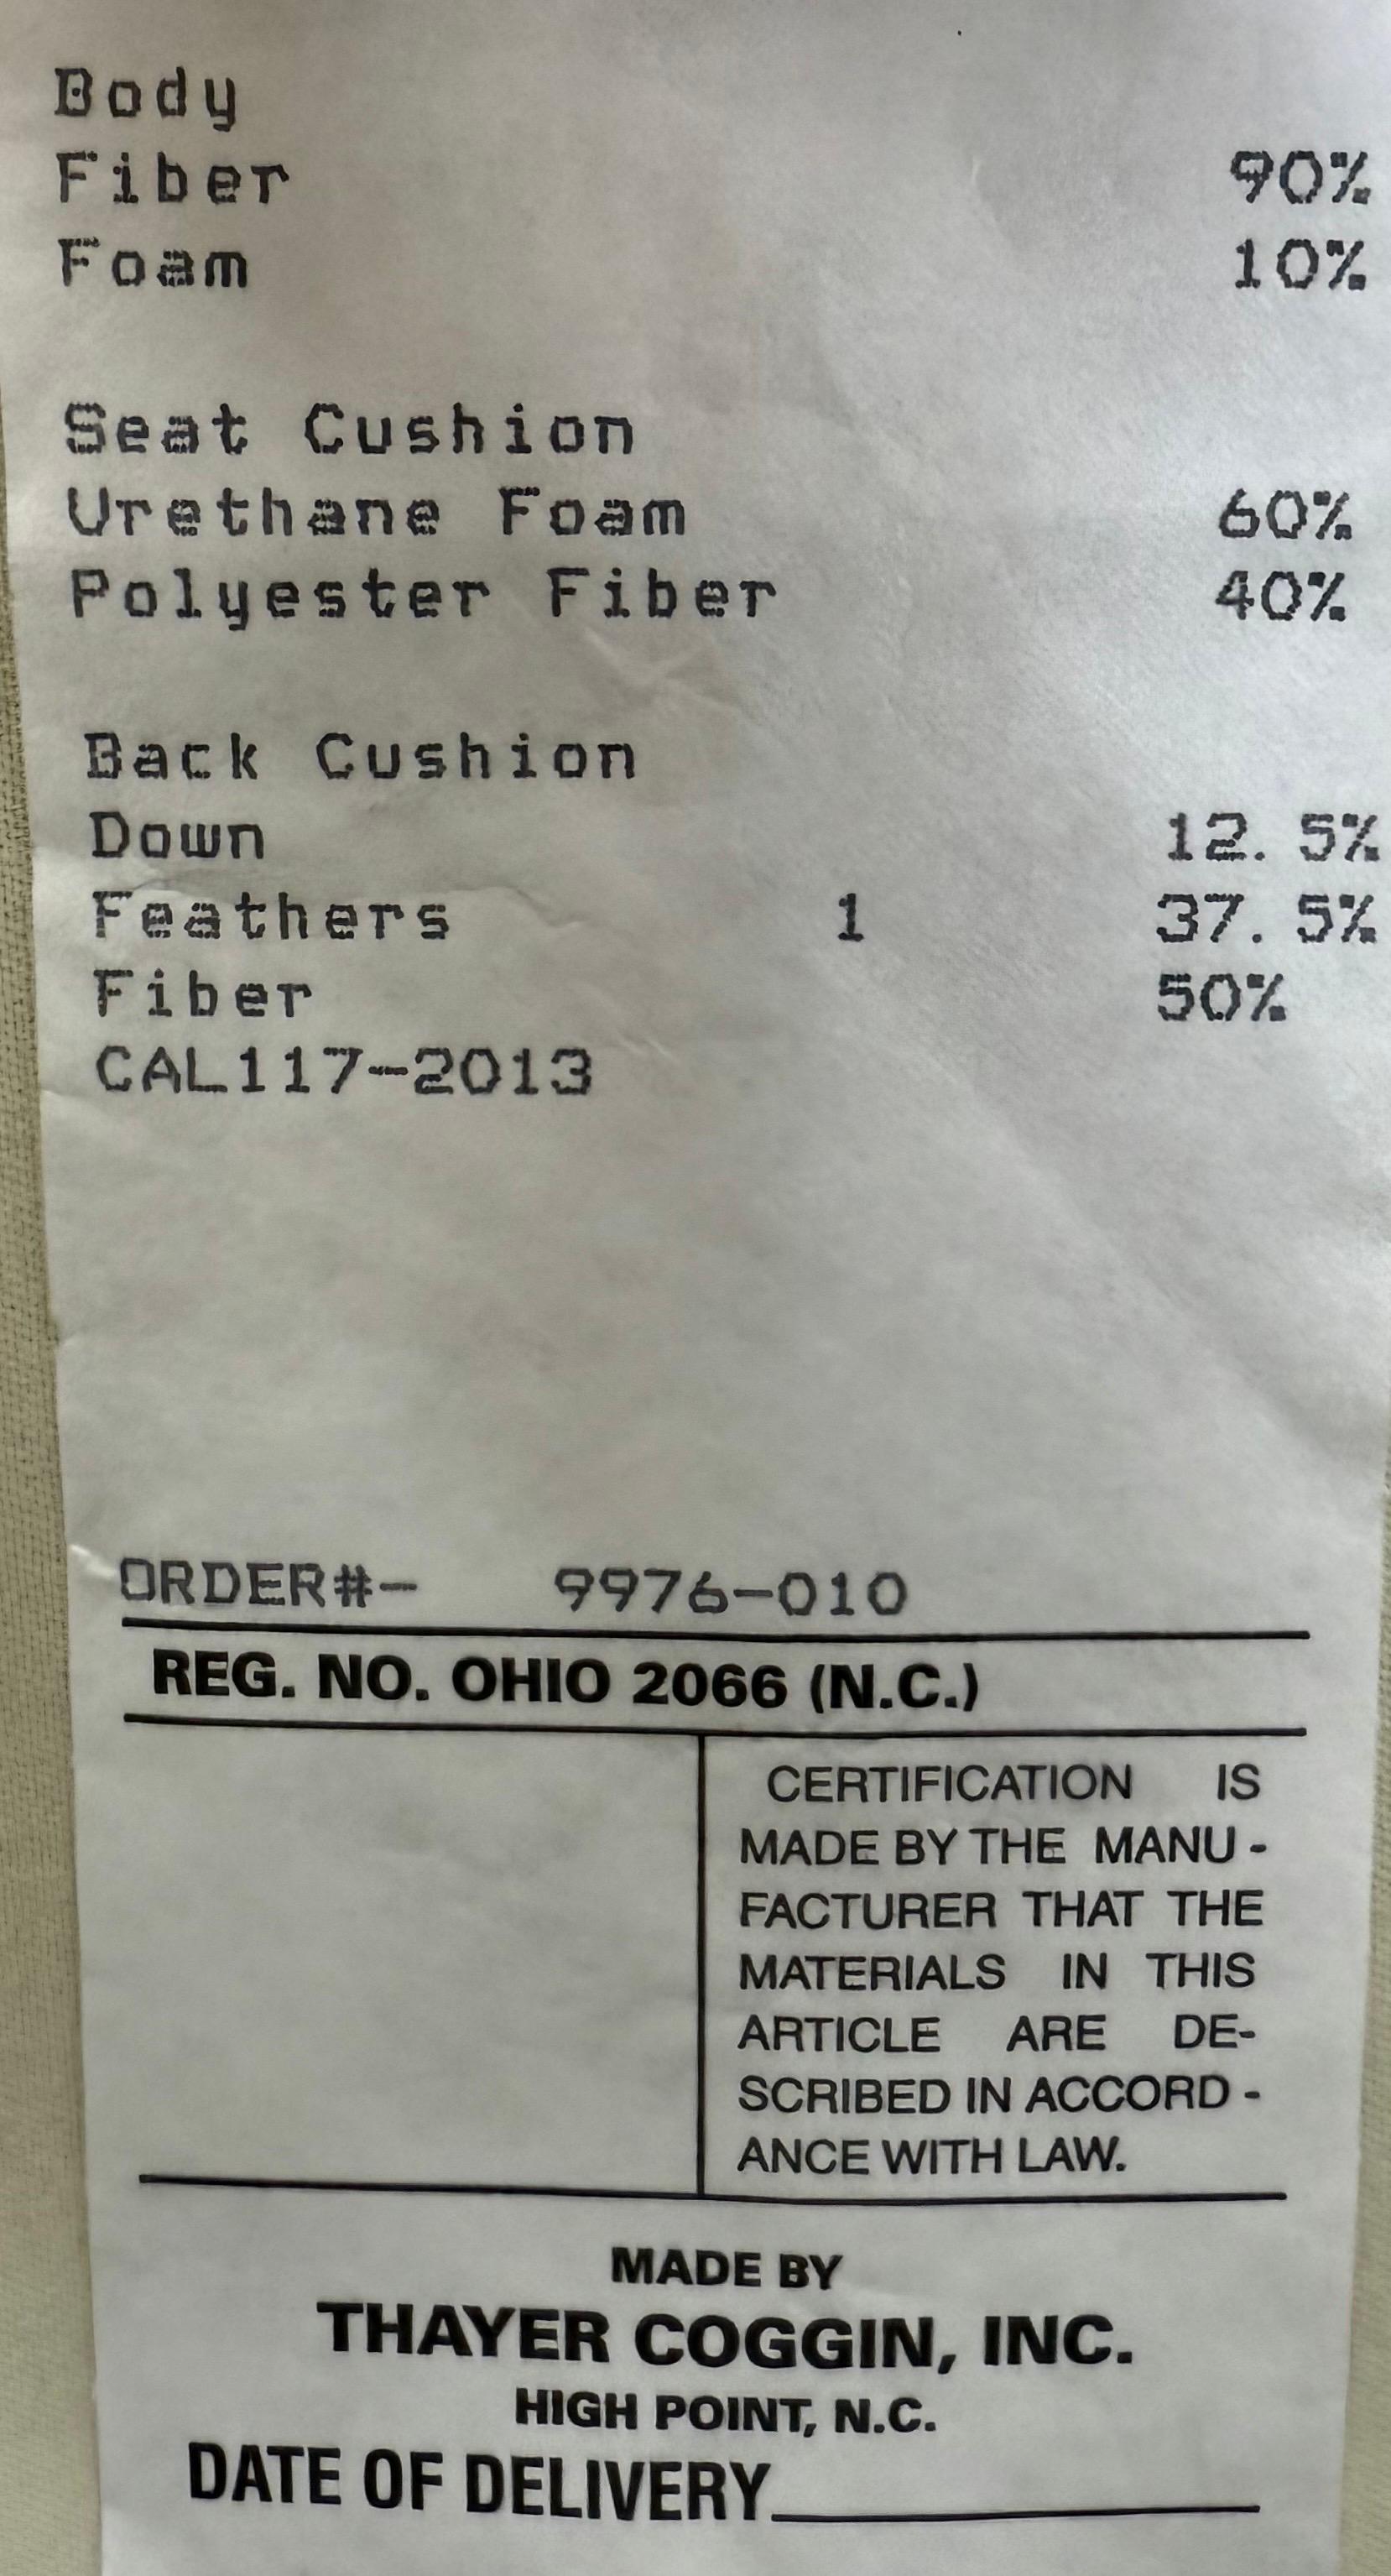 Body
Fiber 90%
Foam 10%
Seat Cushion
Urethane Foam 60%
Polyester Fiber 40%
Back Cushion
Down 12. 5%
Feathers 1 37. 5%
Fiber 50%
CAL117-2013
ORDER#- 9976-010
REG. NO. OHIO 2066 (N.C.)
CERTIFICATION IS
MADE BY THE MANU -
FACTURER THAT THE
MATERIALS IN THIS
ARTICLE ARE DE-
SCRIBED IN ACCORD -
ANCE WITH LAW.
MADE BY
THAYER COGGIN, INC.
HIGH POINT, N.C.
DATE OF DELIVERY